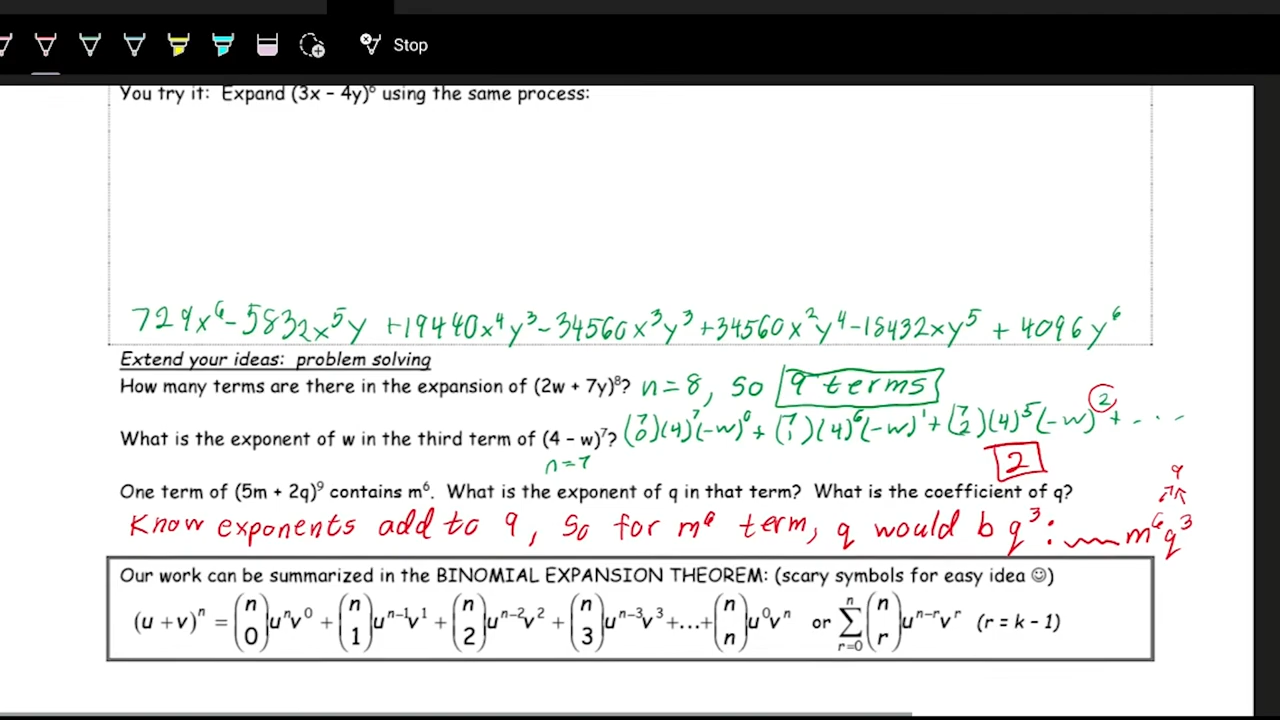 Stop
You try it: Expand (3x – 4y)⁶ using the same process:
729x⁶ - 5832x⁵y + 19440x⁴y³ - 34560x³y³ + 34560x²y⁴ - 18432xy⁵ + 4096y⁶
Extend your ideas: problem solving
How many terms are there in the expansion of (2w + 7y)⁸? n = 8, so 9 terms
What is the exponent of w in the third term of (4 – w)⁷? (7 0)(4)⁷(-w)⁰ + (7 1)(4)⁶(-w)¹ + (7 2)(4)⁵(-w)² + ...
n = 7
2
One term of (5m + 2q)⁹ contains m⁶. What is the exponent of q in that term? What is the coefficient of q?
9
Know exponents add to 9, so for m⁶ term, q would b q³: __ m⁶q³
Our work can be summarized in the BINOMIAL EXPANSION THEOREM: (scary symbols for easy idea ☺)
(u + v)ⁿ = (n 0)uⁿv⁰ + (n 1)uⁿ⁻¹v¹ + (n 2)uⁿ⁻²v² + (n 3)uⁿ⁻³v³ + ... + (n n)u⁰vⁿ or n Σ r=0 (n r)uⁿ⁻ʳvʳ (r = k - 1)